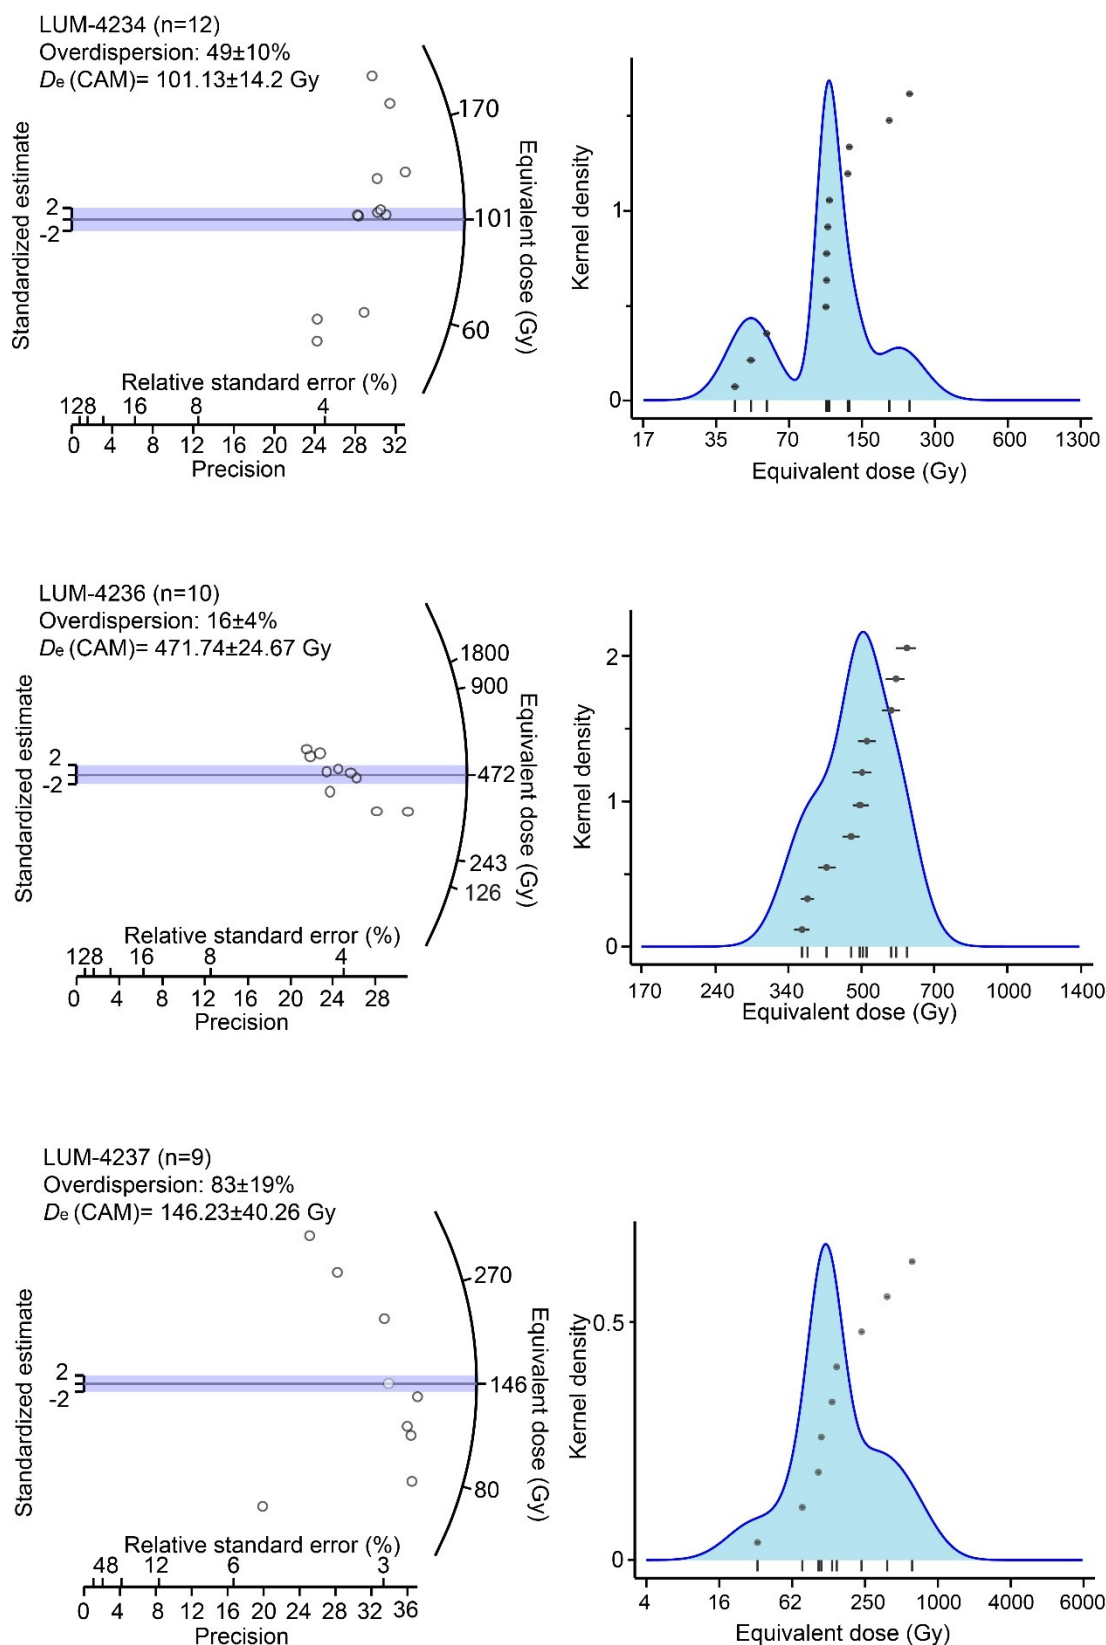 LUM-4234 (n=12)
Overdispersion: 49±10%
De (CAM)= 101.13±14.2 Gy
Standardized estimate
2
-2
170
101
60
Equivalent dose (Gy)
Relative standard error (%)
128 16 8 4
0 4 8 12 16 20 24 28 32
Precision
Kernel density
1
0
17 35 70 150 300 600 1300
Equivalent dose (Gy)
LUM-4236 (n=10)
Overdispersion: 16±4%
De (CAM)= 471.74±24.67 Gy
Standardized estimate
2
-2
1800
900
472
243
126
Equivalent dose (Gy)
Relative standard error (%)
128 16 8 4
0 4 8 12 16 20 24 28
Precision
Kernel density
2
1
0
170 240 340 500 700 1000 1400
Equivalent dose (Gy)
LUM-4237 (n=9)
Overdispersion: 83±19%
De (CAM)= 146.23±40.26 Gy
Standardized estimate
2
-2
270
146
80
Equivalent dose (Gy)
Relative standard error (%)
48 12 6 3
0 4 8 12 16 20 24 28 32 36
Precision
Kernel density
0.5
0
4 16 62 250 1000 4000 6000
Equivalent dose (Gy)